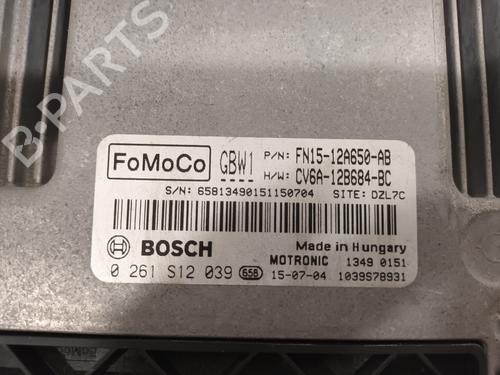 B-PARTS
FoMoCo GBW1 P/N: FN15-12A650-AB
H/W: CV6A-12B684-BC
S/N: 65813490151150704 SITE: DZL7C
BOSCH Made in Hungary
MOTRONIC 1349 0151
0 261 S12 039 658 15-07-04 1039S78931